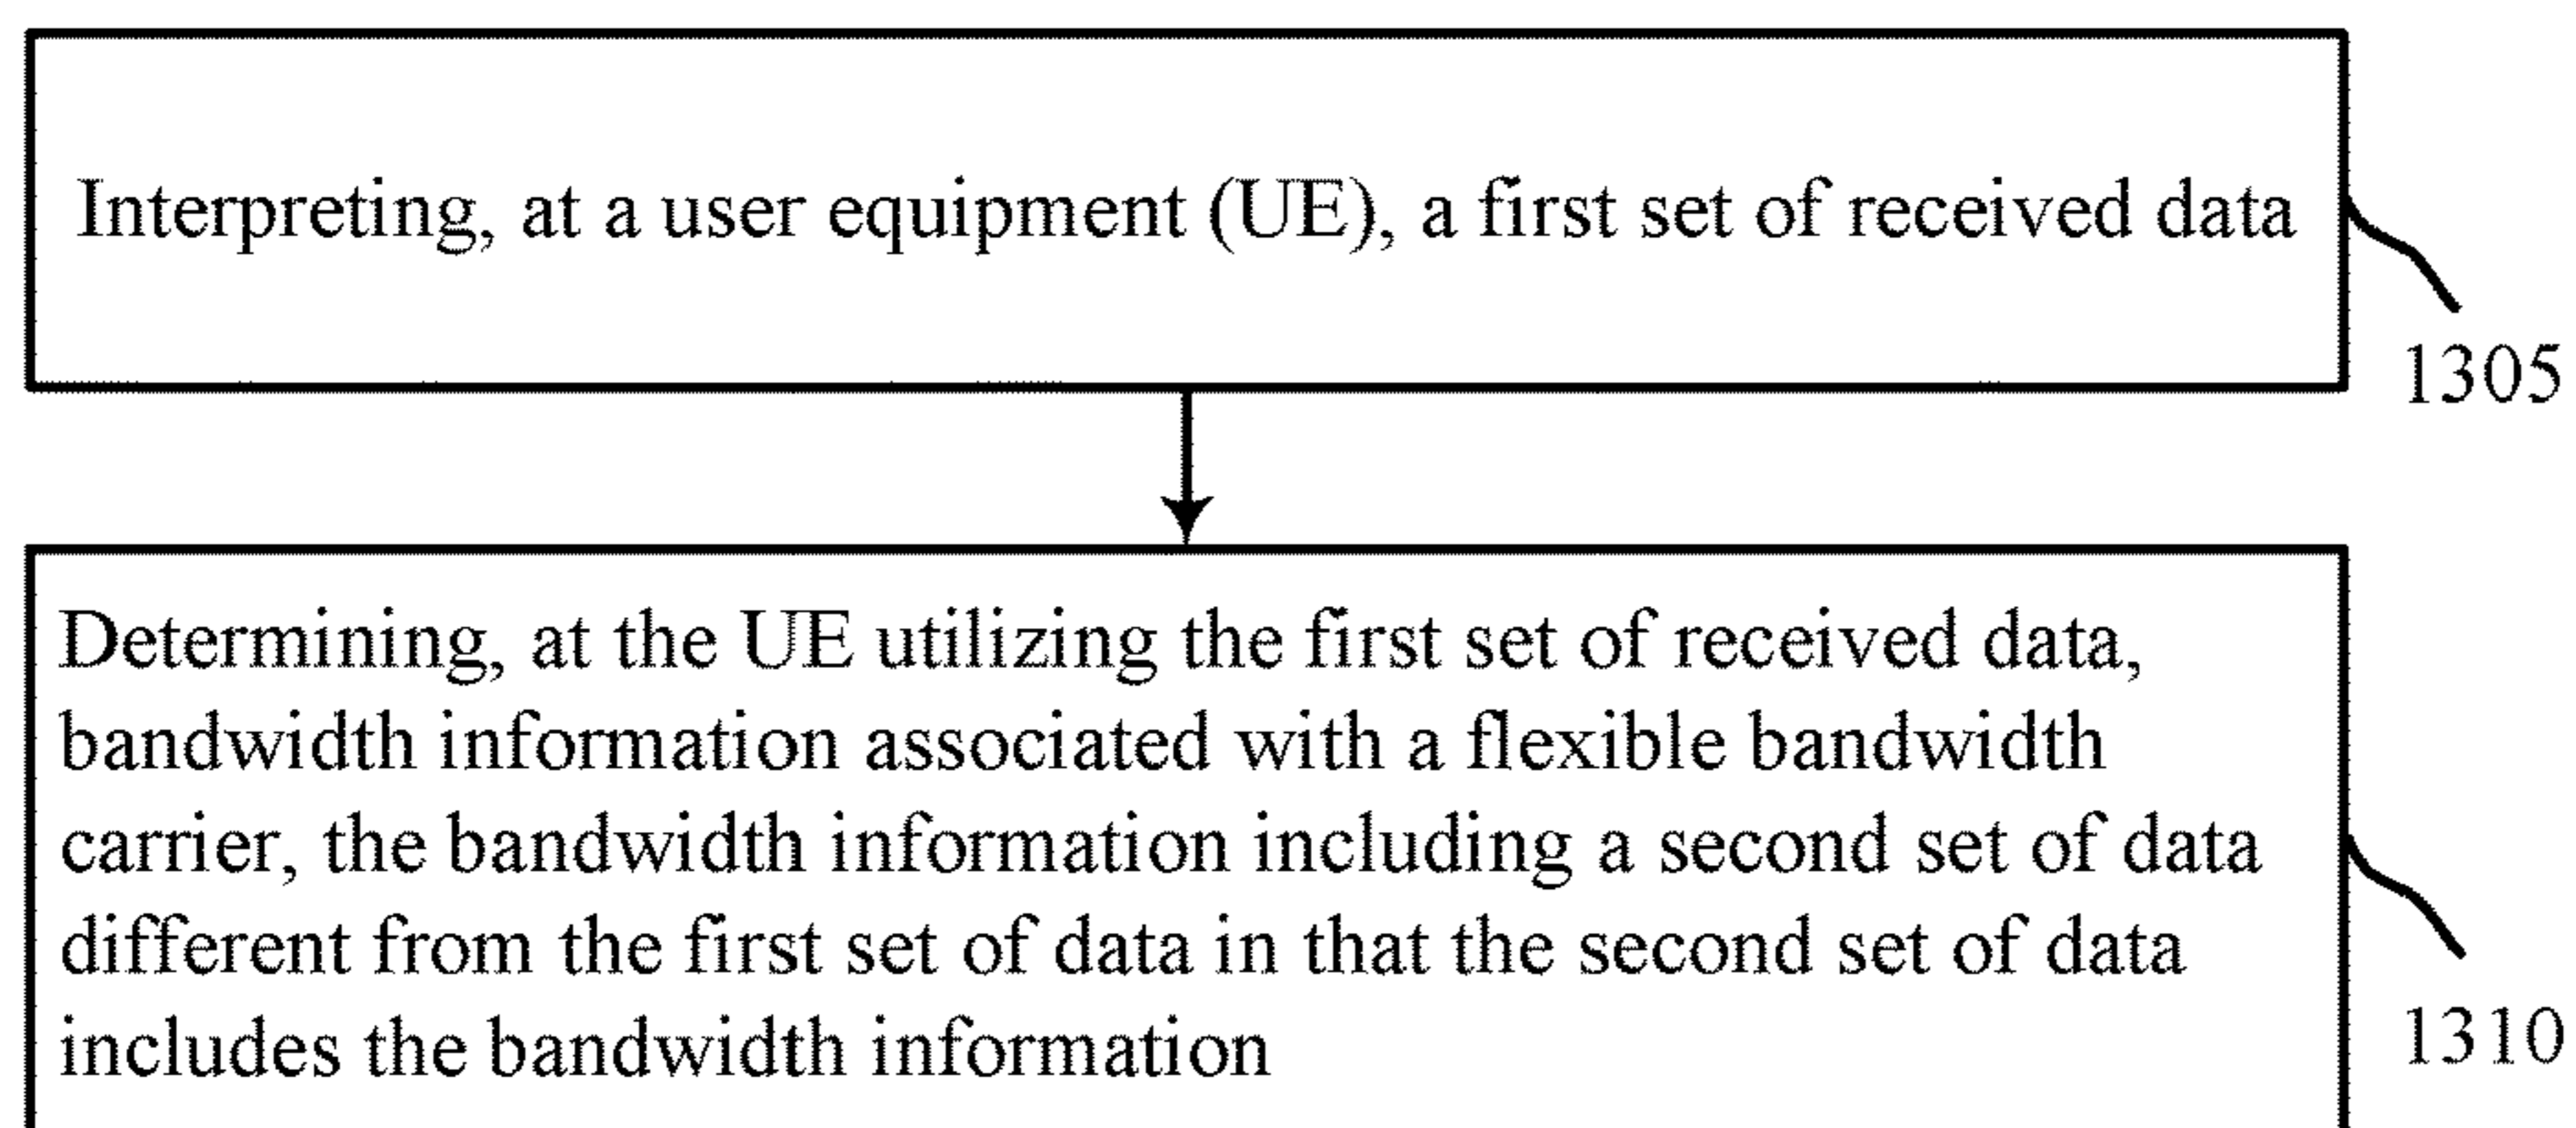 Interpreting, at a user equipment (UE), a first set of received data
1305
Determining, at the UE utilizing the first set of received data,
bandwidth information associated with a flexible bandwidth
carrier, the bandwidth information including a second set of data
different from the first set of data in that the second set of data
includes the bandwidth information
1310